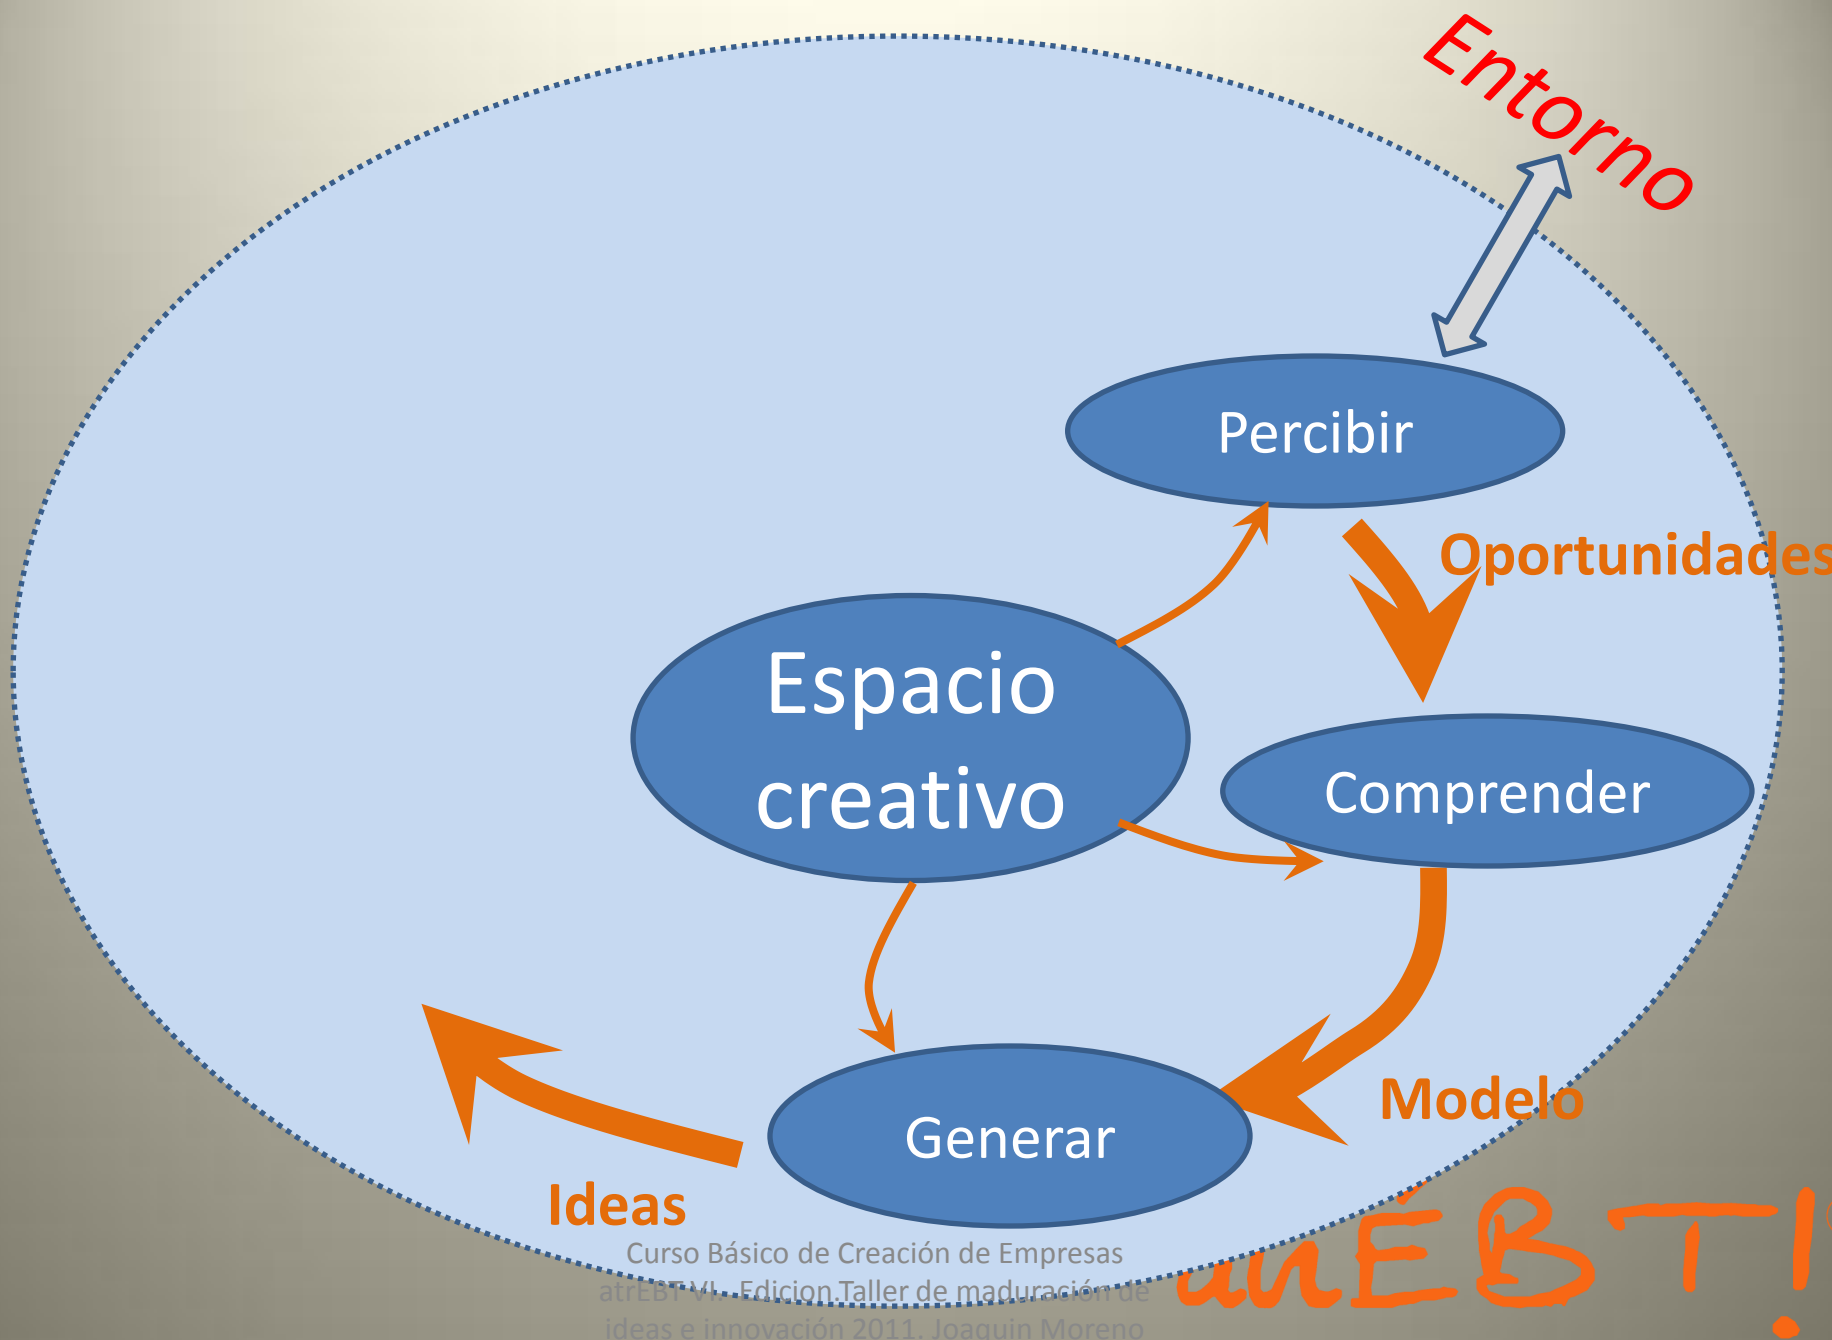 Entorno
Percibir
Oportunidades
Espacio
creativo
Comprender
Generar
Modelo
Ideas
Curso Básico de Creación de Empresas
atrEBT VI. Edicion.Taller de maduración de
ideas e innovación 2011. Joaquin Moreno